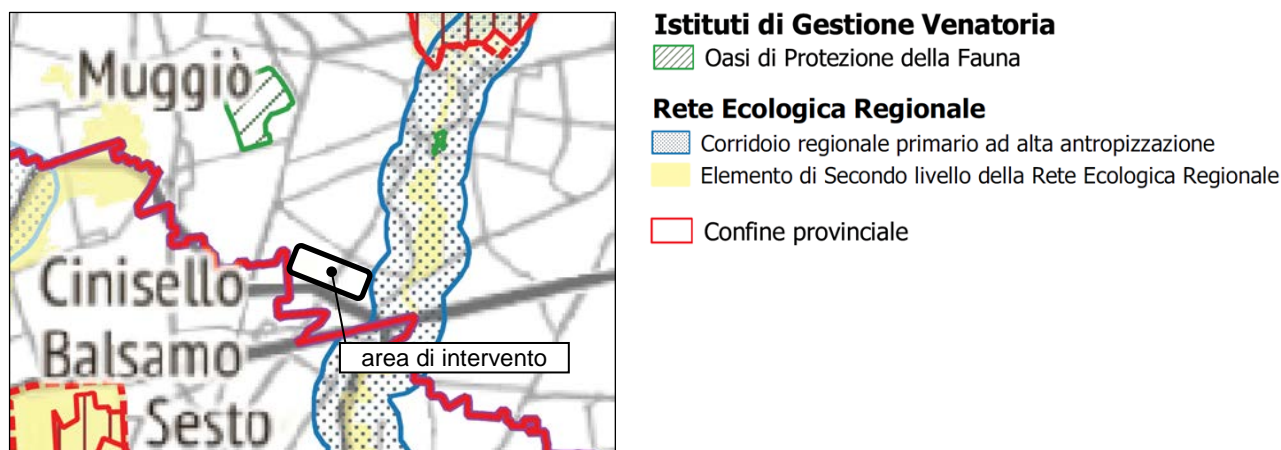 Muggiò
Cinisello
Balsamo
Sesto
area di intervento
Istituti di Gestione Venatoria
Oasi di Protezione della Fauna
Rete Ecologica Regionale
Corridoio regionale primario ad alta antropizzazione
Elemento di Secondo livello della Rete Ecologica Regionale
Confine provinciale